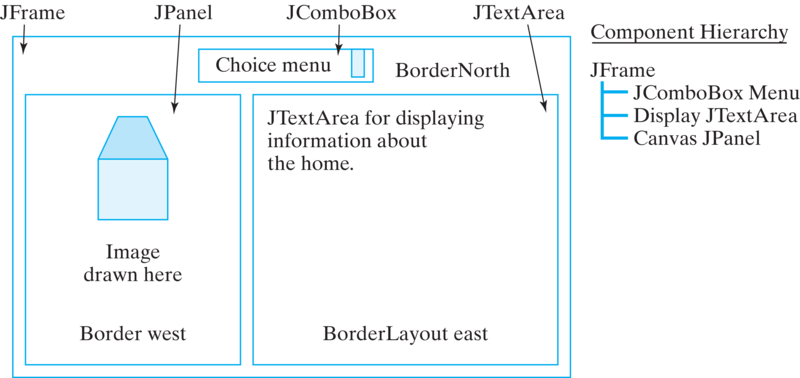 JFrame
JPanel
JComboBox
JTextArea
Choice menu
BorderNorth
JTextArea for displaying
information about
the home.
Image
drawn here
Border west
BorderLayout east
Component Hierarchy
JFrame
JComboBox Menu
Display JTextArea
Canvas JPanel